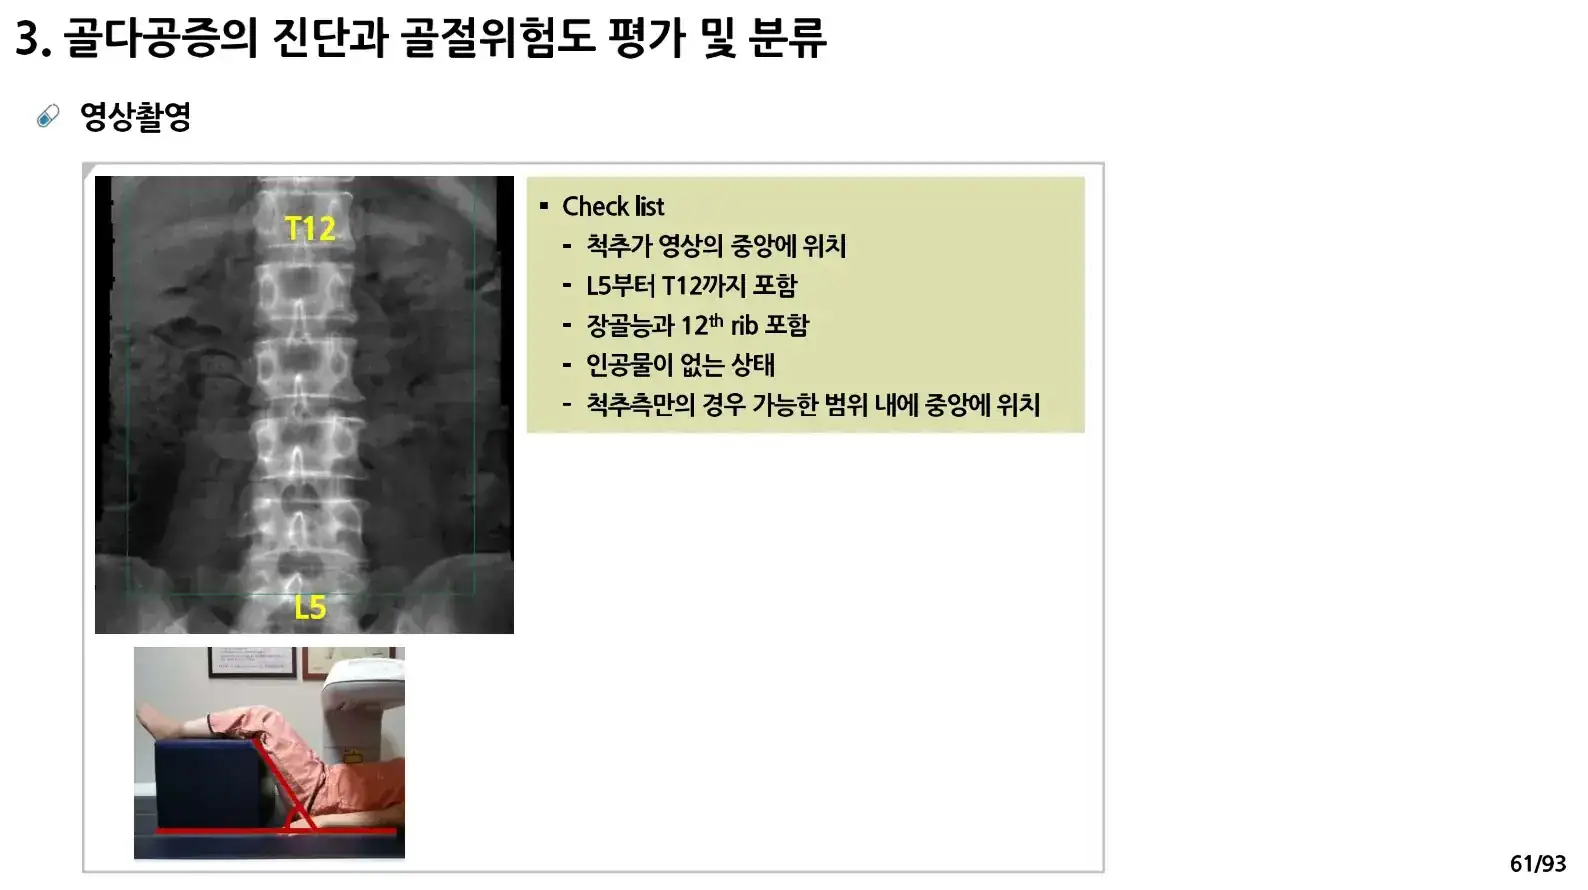 3. 골다공증의 진단과 골절위험도 평가 및 분류
영상촬영
T12
L5
▪ Check list
- 척추가 영상의 중앙에 위치
- L5부터 T12까지 포함
- 장골능과 12th rib 포함
- 인공물이 없는 상태
- 척추측만의 경우 가능한 범위 내에 중앙에 위치
61/93